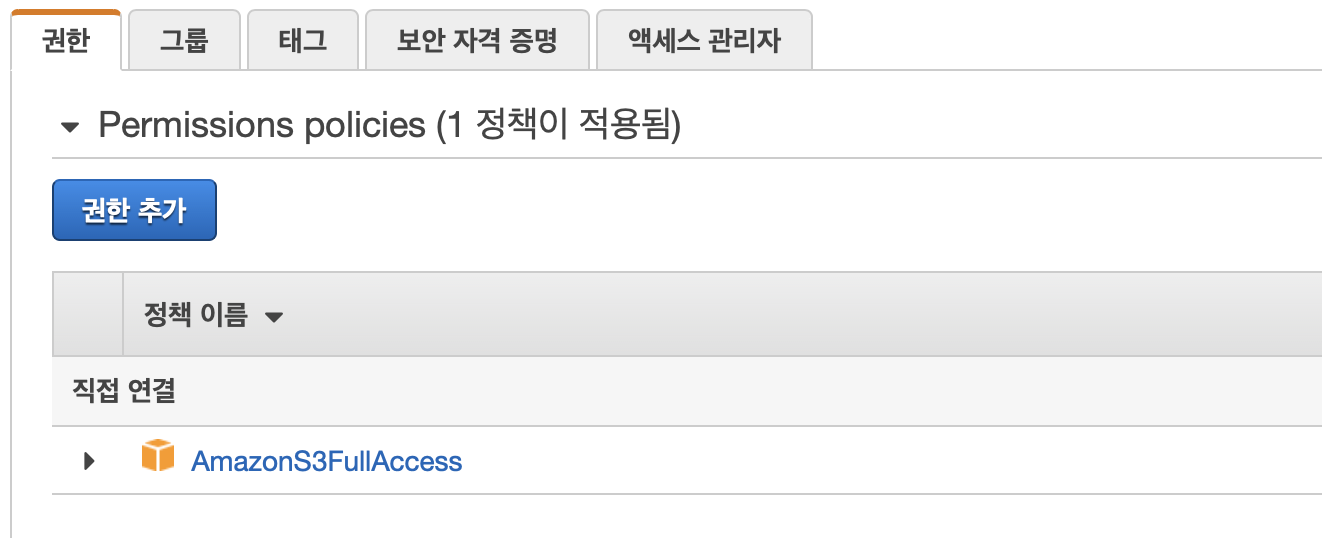 권한 그룹 태그 보안 자격 증명 액세스 관리자
Permissions policies (1 정책이 적용됨)
권한 추가
정책 이름
직접 연결
AmazonS3FullAccess